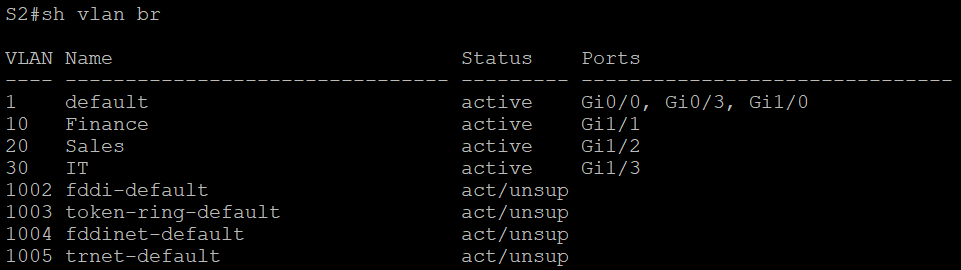 S2#sh vlan br
VLAN Name                             Status    Ports
---- -------------------------------- --------- -------------------------------
1    default                          active    Gi0/0, Gi0/3, Gi1/0
10   Finance                          active    Gi1/1
20   Sales                            active    Gi1/2
30   IT                               active    Gi1/3
1002 fddi-default                     act/unsup
1003 token-ring-default               act/unsup
1004 fddinet-default                  act/unsup
1005 trnet-default                    act/unsup